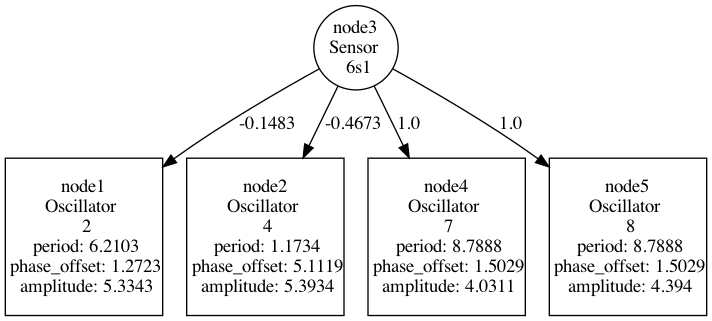 node3
Sensor
6s1
-0.1483
-0.4673
1.0
1.0
node1
Oscillator
2
period: 6.2103
phase_offset: 1.2723
amplitude: 5.3343
node2
Oscillator
4
period: 1.1734
phase_offset: 5.1119
amplitude: 5.3934
node4
Oscillator
7
period: 8.7888
phase_offset: 1.5029
amplitude: 4.0311
node5
Oscillator
8
period: 8.7888
phase_offset: 1.5029
amplitude: 4.394